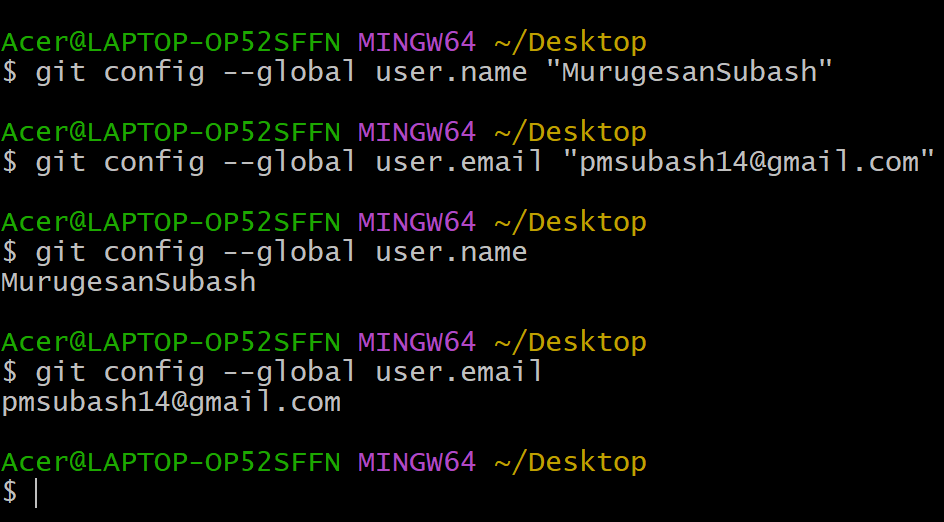 Acer@LAPTOP-OP52SFFN MINGW64 ~/Desktop
$ git config --global user.name "MurugesanSubash"
Acer@LAPTOP-OP52SFFN MINGW64 ~/Desktop
$ git config --global user.email "pmsubash14@gmail.com"
Acer@LAPTOP-OP52SFFN MINGW64 ~/Desktop
$ git config --global user.name
MurugesanSubash
Acer@LAPTOP-OP52SFFN MINGW64 ~/Desktop
$ git config --global user.email
pmsubash14@gmail.com
Acer@LAPTOP-OP52SFFN MINGW64 ~/Desktop
$